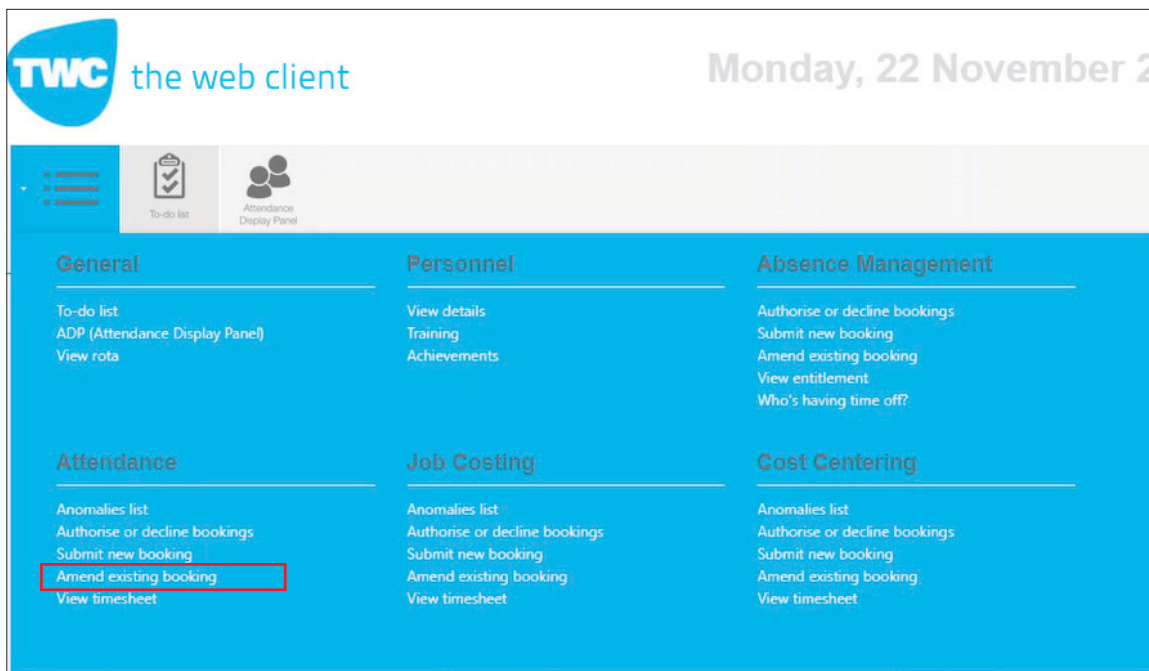 TWC the web client
Monday, 22 November 2
To-do list
Attendance
Display Panel
General
To-do list
ADP (Attendance Display Panel)
View rota
Personnel
View details
Training
Achievements
Absence Management
Authorise or decline bookings
Submit new booking
Amend existing booking
View entitlement
Who's having time off?
Attendance
Anomalies list
Authorise or decline bookings
Submit new booking
Amend existing booking
View timesheet
Job Costing
Anomalies list
Authorise or decline bookings
Submit new booking
Amend existing booking
View timesheet
Cost Centering
Anomalies list
Authorise or decline bookings
Submit new booking
Amend existing booking
View timesheet